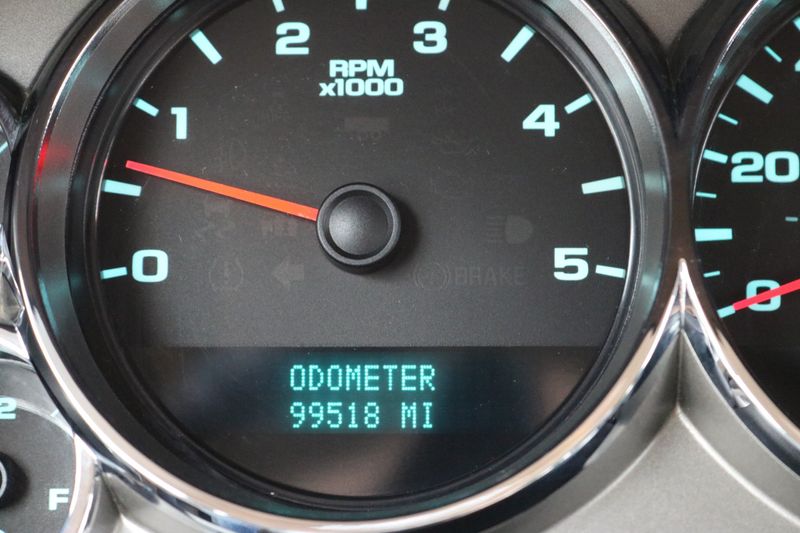 2 3
RPM
x1000
1 4
20
0 5
0
BRAKE
ODOMETER
99518 MI
2
F